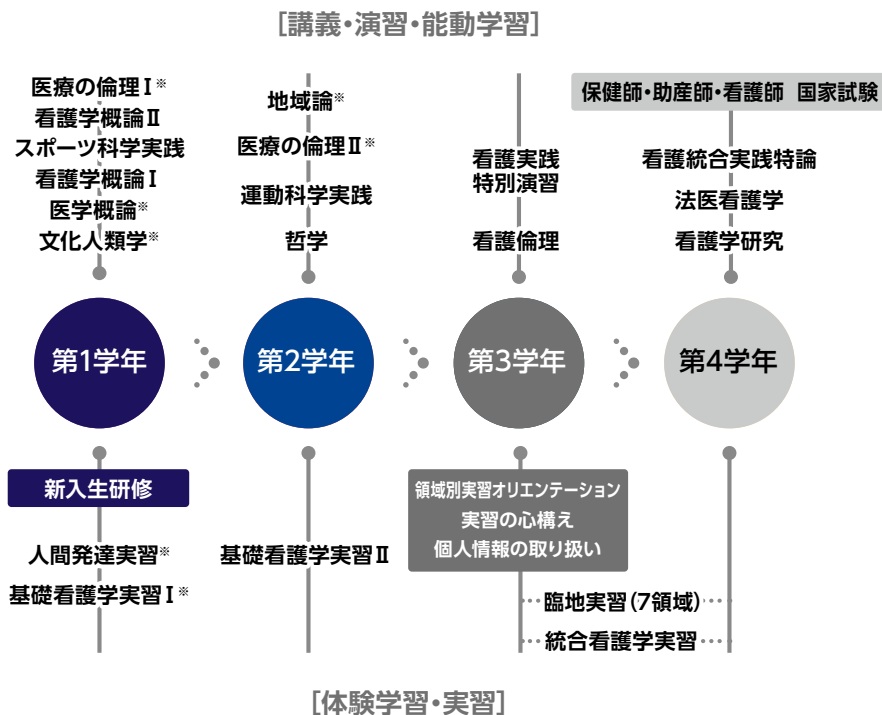 [講義・演習・能動学習]
医療の倫理Ⅰ※
看護学概論Ⅱ
スポーツ科学実践
看護学概論Ⅰ
医学概論※
文化人類学※
地域論※
医療の倫理Ⅱ※
運動科学実践
哲学
看護実践
特別演習
看護倫理
保健師・助産師・看護師 国家試験
看護統合実践特論
法医看護学
看護学研究
第1学年
第2学年
第3学年
第4学年
新入生研修
人間発達実習※
基礎看護学実習Ⅰ※
基礎看護学実習Ⅱ
領域別実習オリエンテーション
実習の心構え
個人情報の取り扱い
臨地実習(7領域)
統合看護学実習
[体験学習・実習]